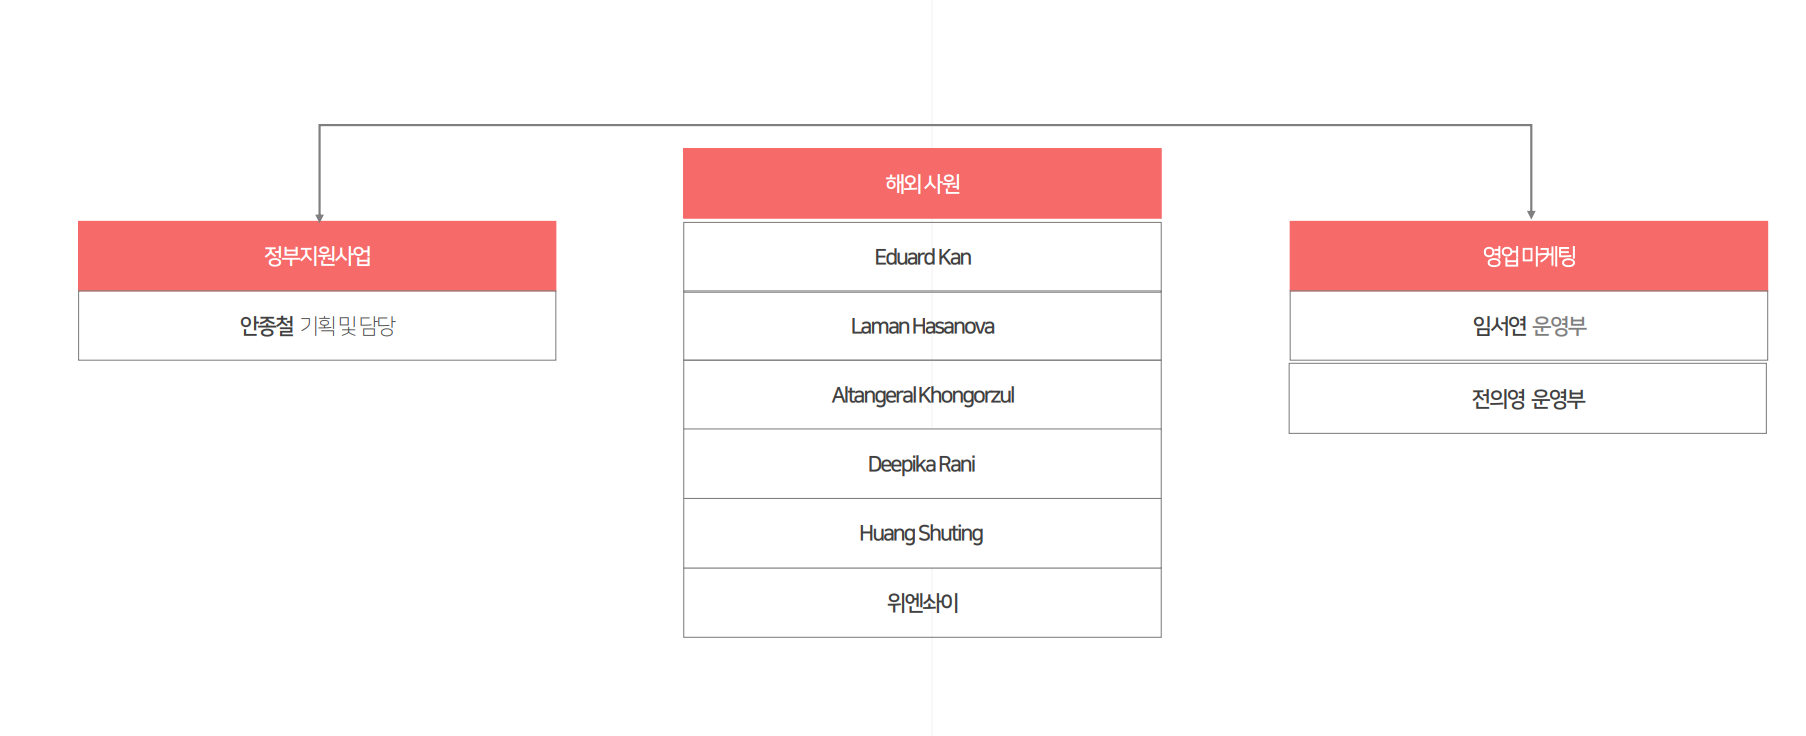 해외 사원
정부지원사업
영업 마케팅
Eduard Kan
안종철 기획 및 담당
Laman Hasanova
임서연 운영부
Altangeral Khongorzul
전의영 운영부
Deepika Rani
Huang Shuting
위엔솨이